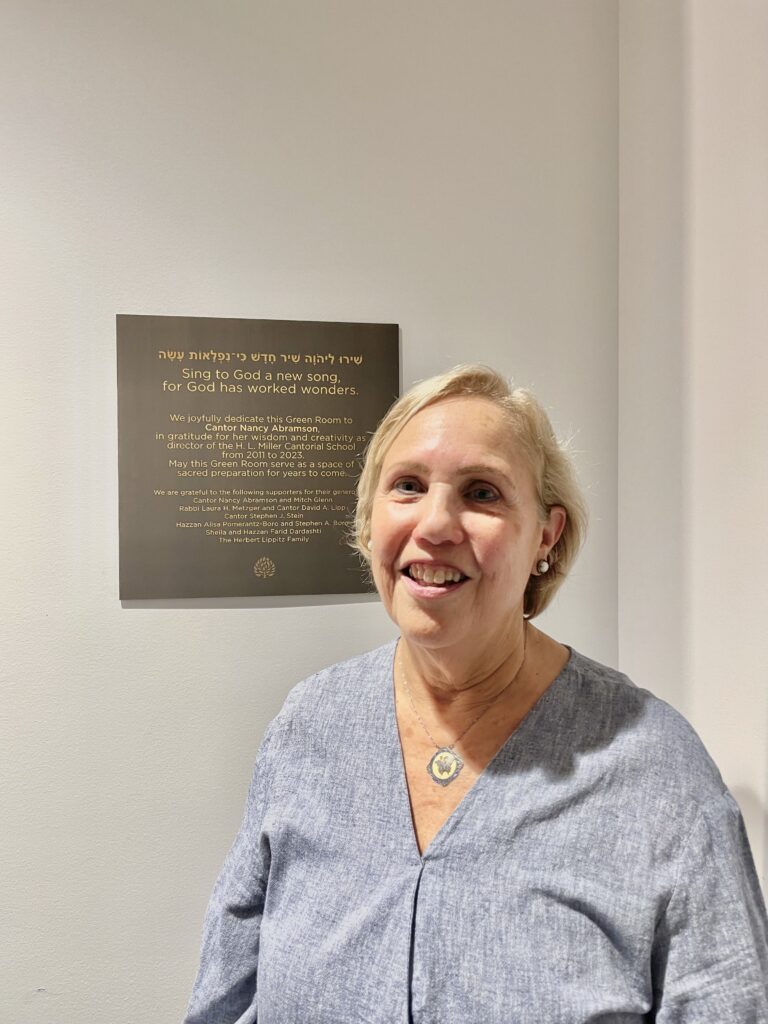 שִׁירוּ לַיהֹוָה שִׁיר חָדָשׁ כִּי־נִפְלָאוֹת עָשָׂה
Sing to God a new song,
for God has worked wonders.
We joyfully dedicate this Green Room to
Cantor Nancy Abramson,
in gratitude for her wisdom and creativity as
director of the H. L. Miller Cantorial School
from 2011 to 2023.
May this Green Room serve as a space of
sacred preparation for years to come.
We are grateful to the following supporters for their
Cantor Nancy Abramson and Mitch Glenn
Rabbi Laura H. Metzger and Cantor David A.
Cantor Stephen J. Stein
Hazzan Alisa Pomerantz-Boro and Stephen A.
Sheila and Hazzan Farid Dardashti
The Herbert Lippitz Family